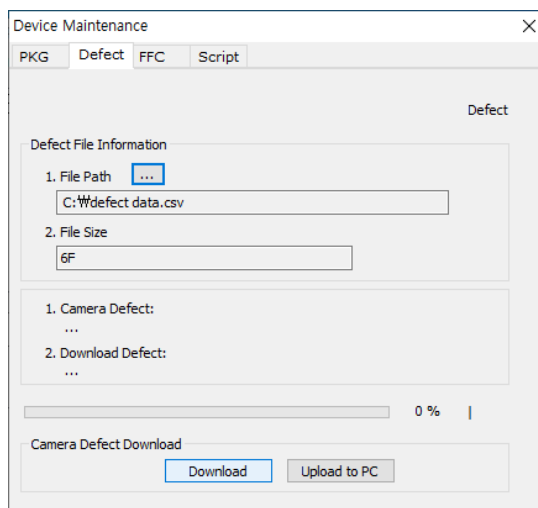 Device Maintenance
PKG Defect FFC Script
Defect
Defect File Information
1. File Path ...
C:₩defect data.csv
2. File Size
6F
1. Camera Defect:
...
2. Download Defect:
...
0 %
Camera Defect Download
Download Upload to PC